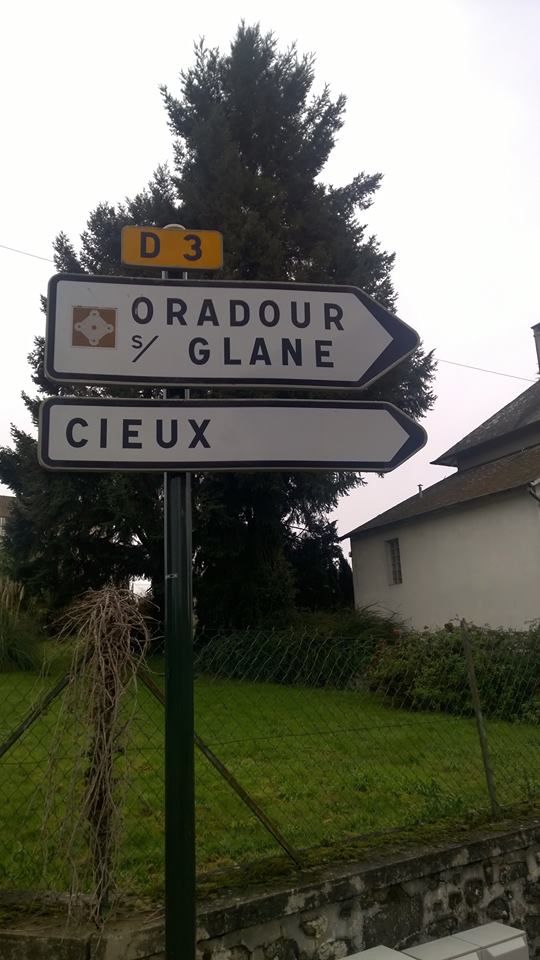 D 3
ORADOUR
s/ GLANE
CIEUX